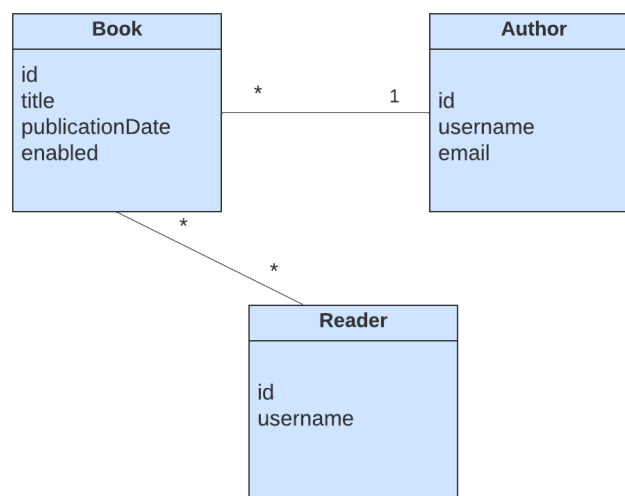 Book
id
title
publicationDate
enabled
* 1
Author
id
username
email
*
*
Reader
id
username